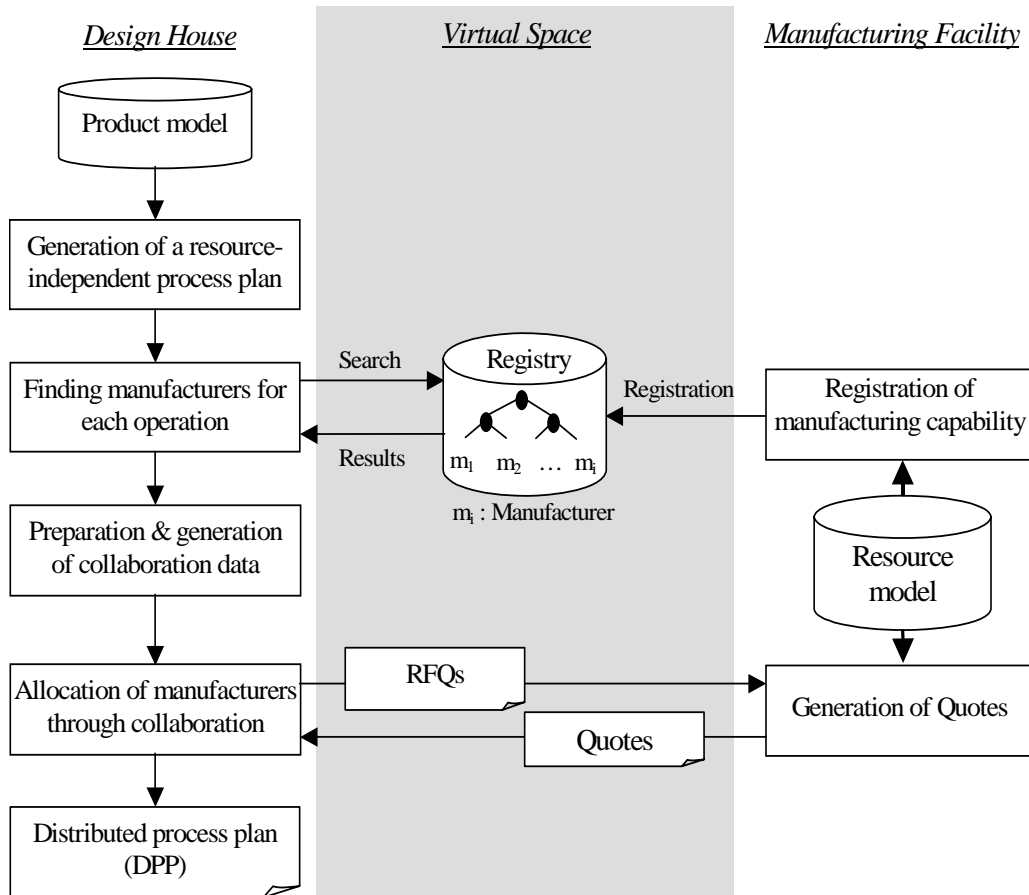 Design House
Virtual Space
Manufacturing Facility
Product model
Generation of a resource-
independent process plan
Finding manufacturers for
each operation
Search
Results
Registry
m1 m2 … mi
mi : Manufacturer
Registration
Registration of
manufacturing capability
Resource
model
Preparation & generation
of collaboration data
Allocation of manufacturers
through collaboration
RFQs
Quotes
Generation of Quotes
Distributed process plan
(DPP)